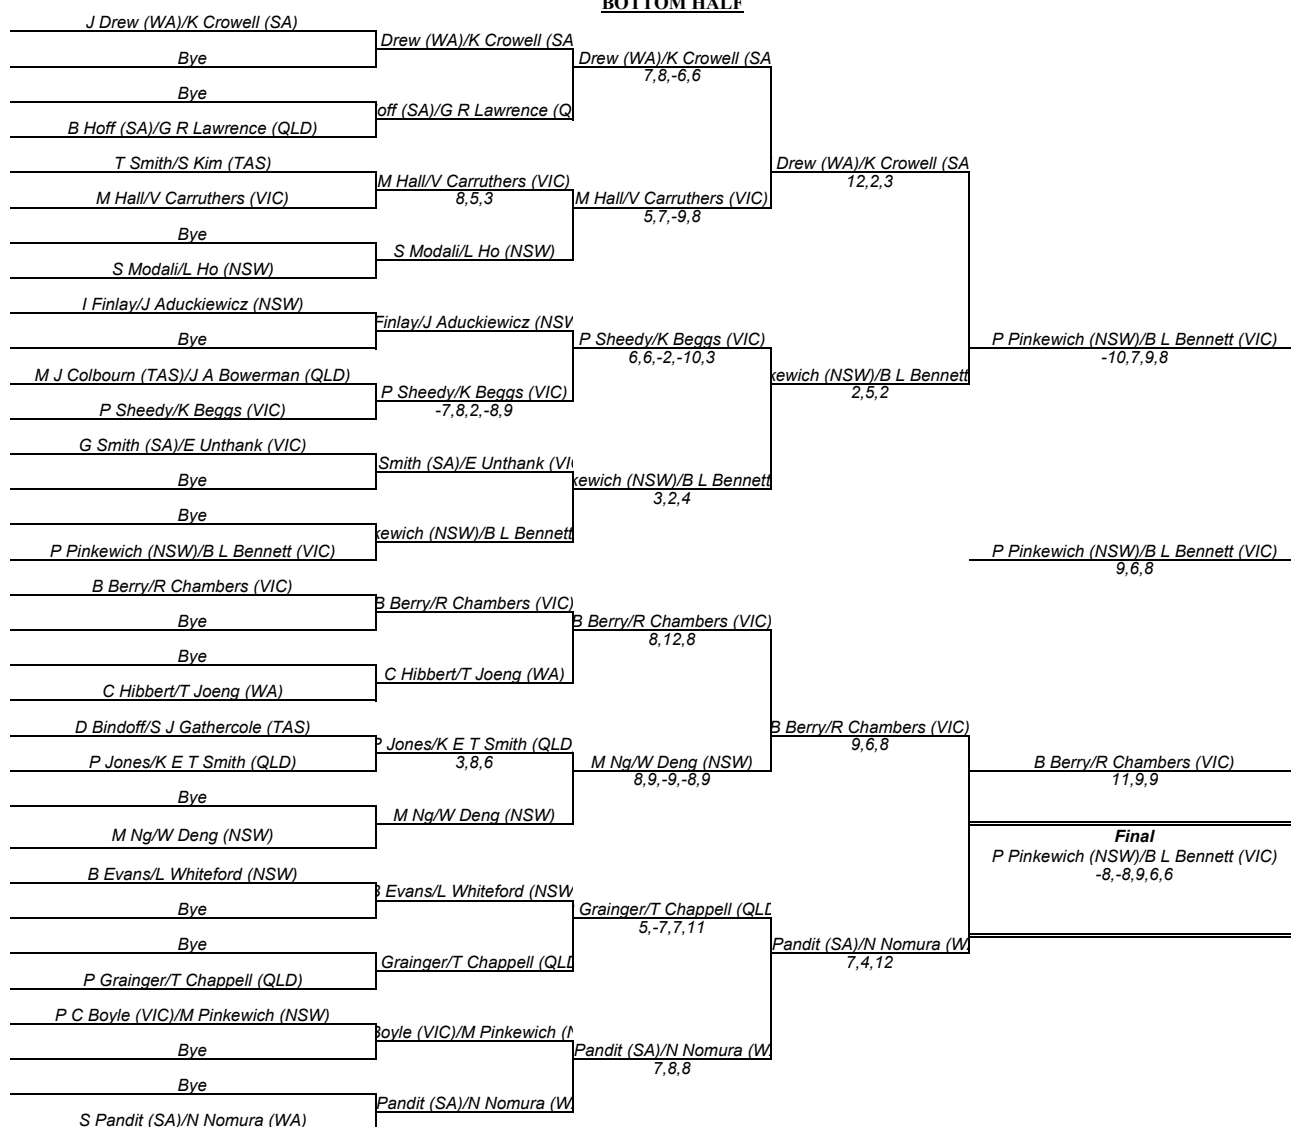 BOTTOM HALF
J Drew (WA)/K Crowell (SA)
Bye
Bye
B Hoff (SA)/G R Lawrence (QLD)
T Smith/S Kim (TAS)
M Hall/V Carruthers (VIC)
Bye
S Modali/L Ho (NSW)
I Finlay/J Aduckiewicz (NSW)
Bye
M J Colbourn (TAS)/J A Bowerman (QLD)
P Sheedy/K Beggs (VIC)
G Smith (SA)/E Unthank (VIC)
Bye
Bye
P Pinkewich (NSW)/B L Bennett (VIC)
B Berry/R Chambers (VIC)
Bye
Bye
C Hibbert/T Joeng (WA)
D Bindoff/S J Gathercole (TAS)
P Jones/K E T Smith (QLD)
Bye
M Ng/W Deng (NSW)
B Evans/L Whiteford (NSW)
Bye
Bye
P Grainger/T Chappell (QLD)
P C Boyle (VIC)/M Pinkewich (NSW)
Bye
Bye
S Pandit (SA)/N Nomura (WA)
Drew (WA)/K Crowell (SA
off (SA)/G R Lawrence (Q
M Hall/V Carruthers (VIC)
8,5,3
S Modali/L Ho (NSW)
Finlay/J Aduckiewicz (NSW
P Sheedy/K Beggs (VIC)
-7,8,2,-8,9
Smith (SA)/E Unthank (VI
kewich (NSW)/B L Bennett
B Berry/R Chambers (VIC)
C Hibbert/T Joeng (WA)
P Jones/K E T Smith (QLD
3,8,6
M Ng/W Deng (NSW)
B Evans/L Whiteford (NSW
Grainger/T Chappell (QLD
Boyle (VIC)/M Pinkewich (N
Pandit (SA)/N Nomura (W
Drew (WA)/K Crowell (SA
7,8,-6,6
M Hall/V Carruthers (VIC)
5,7,-9,8
P Sheedy/K Beggs (VIC)
6,6,-2,-10,3
kewich (NSW)/B L Bennett
3,2,4
B Berry/R Chambers (VIC)
8,12,8
M Ng/W Deng (NSW)
8,9,-9,-8,9
Grainger/T Chappell (QLD
5,-7,7,11
Pandit (SA)/N Nomura (W
7,8,8
Drew (WA)/K Crowell (SA
12,2,3
kewich (NSW)/B L Bennett
2,5,2
B Berry/R Chambers (VIC)
9,6,8
Pandit (SA)/N Nomura (W
7,4,12
P Pinkewich (NSW)/B L Bennett (VIC)
-10,7,9,8
P Pinkewich (NSW)/B L Bennett (VIC)
9,6,8
B Berry/R Chambers (VIC)
11,9,9
Final
P Pinkewich (NSW)/B L Bennett (VIC)
-8,-8,9,6,6